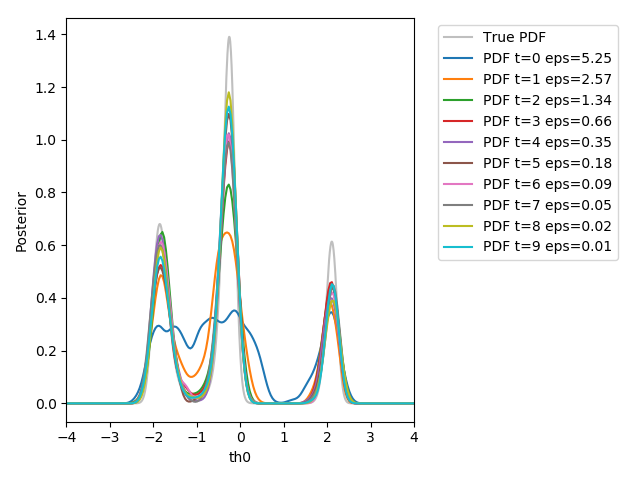 1.4
1.2
1.0
0.8
0.6
0.4
0.2
0.0
Posterior
−4 −3 −2 −1 0 1 2 3 4
th0
True PDF
PDF t=0 eps=5.25
PDF t=1 eps=2.57
PDF t=2 eps=1.34
PDF t=3 eps=0.66
PDF t=4 eps=0.35
PDF t=5 eps=0.18
PDF t=6 eps=0.09
PDF t=7 eps=0.05
PDF t=8 eps=0.02
PDF t=9 eps=0.01